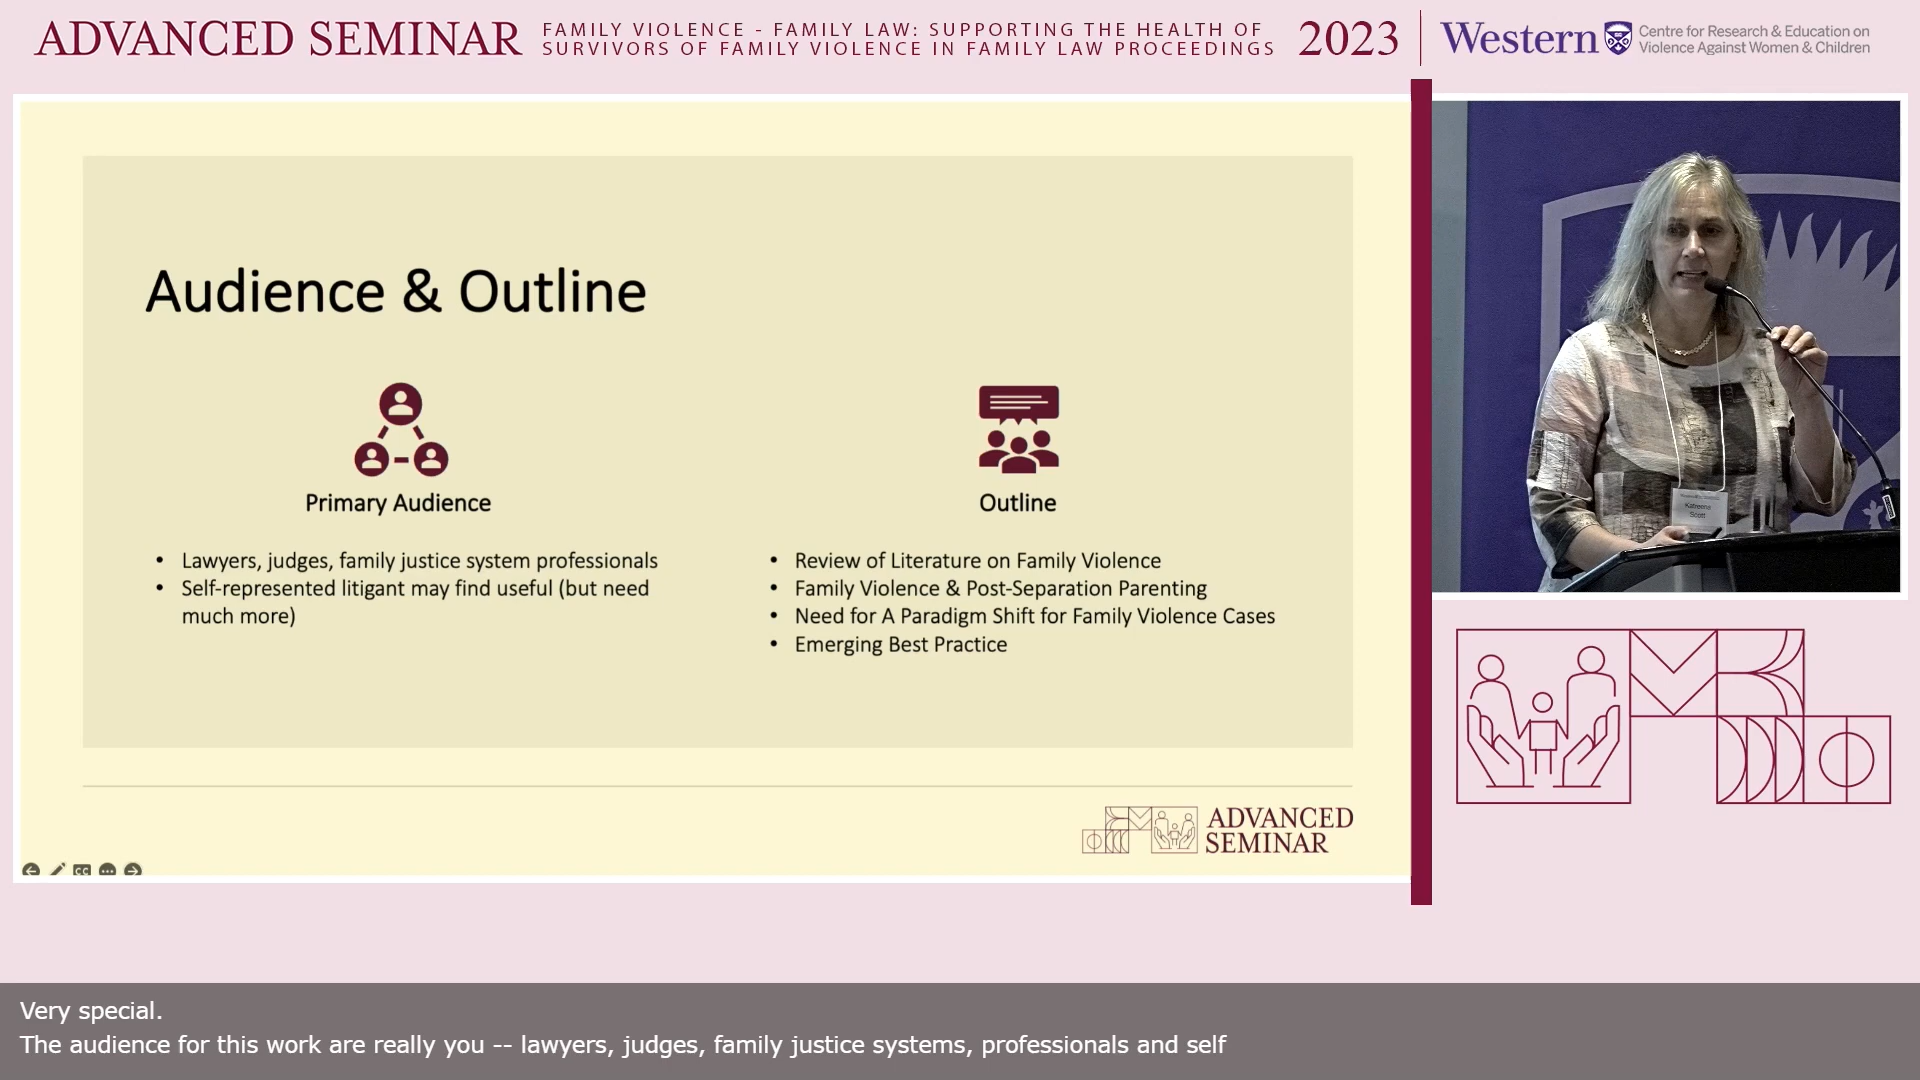 ADVANCED SEMINAR
FAMILY VIOLENCE - FAMILY LAW: SUPPORTING THE HEALTH OF
SURVIVORS OF FAMILY VIOLENCE IN FAMILY LAW PROCEEDINGS
2023
Western
Centre for Research & Education on
Violence Against Women & Children
Audience & Outline
Primary Audience
• Lawyers, judges, family justice system professionals
• Self-represented litigant may find useful (but need
much more)
Outline
• Review of Literature on Family Violence
• Family Violence & Post-Separation Parenting
• Need for A Paradigm Shift for Family Violence Cases
• Emerging Best Practice
ADVANCED
SEMINAR
CC
Katreena
Scott
Very special.
The audience for this work are really you -- lawyers, judges, family justice systems, professionals and self